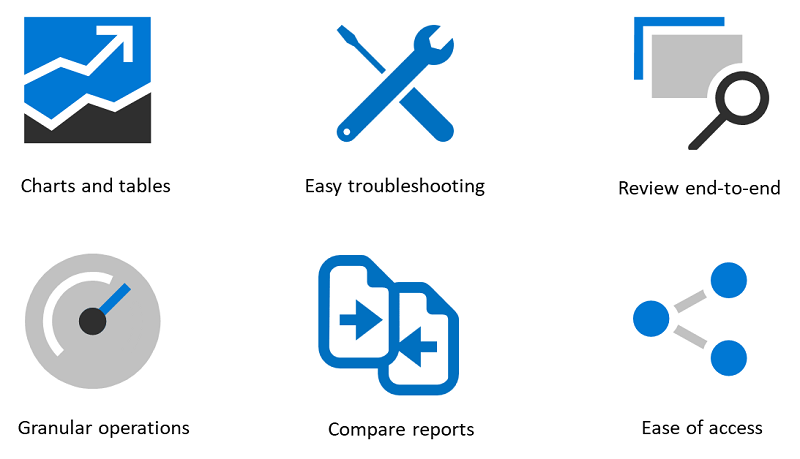 Charts and tables
Easy troubleshooting
Review end-to-end
Granular operations
Compare reports
Ease of access